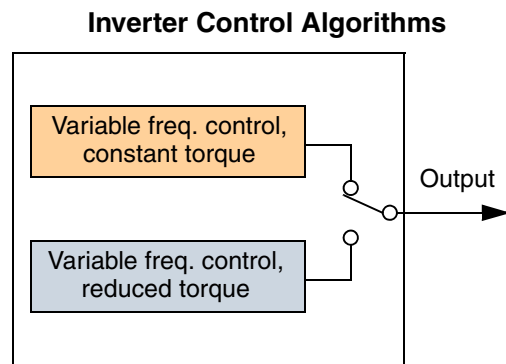 Inverter Control Algorithms
Variable freq. control,
constant torque
Output
Variable freq. control,
reduced torque